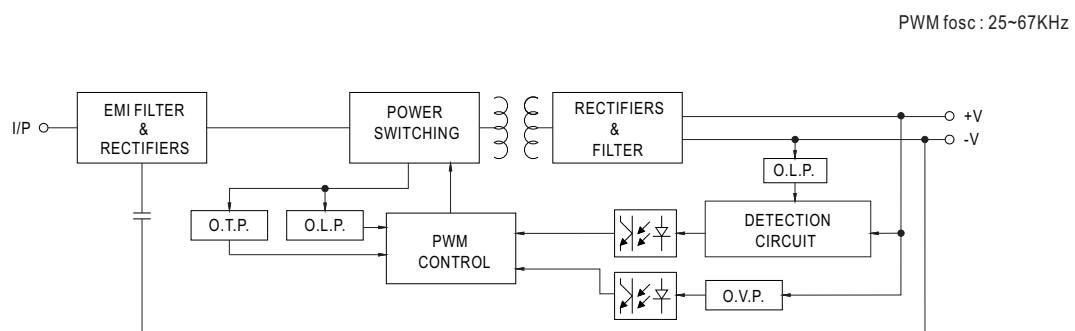 PWM fosc : 25~67KHz
I/P
EMI FILTER
&
RECTIFIERS
POWER
SWITCHING
RECTIFIERS
&
FILTER
+V
-V
O.L.P.
O.T.P.
O.L.P.
PWM
CONTROL
DETECTION
CIRCUIT
O.V.P.